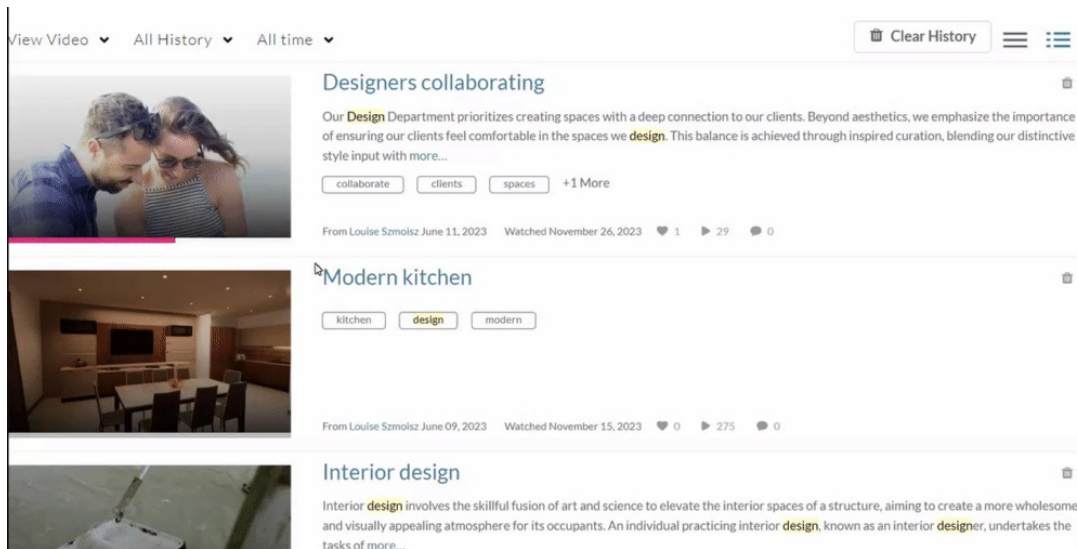 View Video All History All time Clear History
Designers collaborating
Our Design Department prioritizes creating spaces with a deep connection to our clients. Beyond aesthetics, we emphasize the importance
of ensuring our clients feel comfortable in the spaces we design. This balance is achieved through inspired curation, blending our distinctive
style input with more...
collaborate clients spaces +1 More
From Louise Szmoisz June 11, 2023 Watched November 26, 2023 1 29 0
Modern kitchen
kitchen design modern
From Louise Szmoisz June 09, 2023 Watched November 15, 2023 0 275 0
Interior design
Interior design involves the skillful fusion of art and science to elevate the interior spaces of a structure, aiming to create a more wholesome
and visually appealing atmosphere for its occupants. An individual practicing interior design, known as an interior designer, undertakes the
tasks of more...